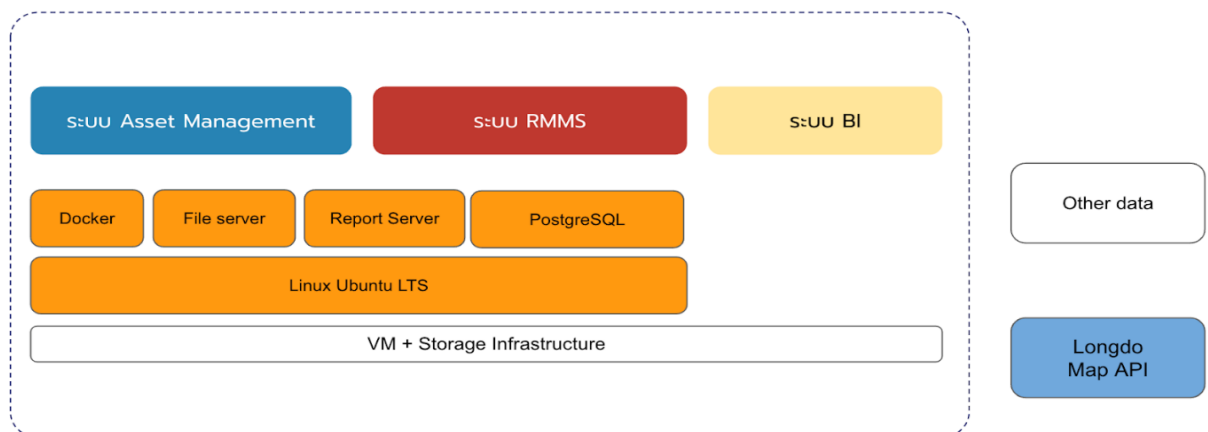 ระบบ Asset Management
ระบบ RMMS
ระบบ BI
Docker
File server
Report Server
PostgreSQL
Linux Ubuntu LTS
VM + Storage Infrastructure
Other data
Longdo
Map API